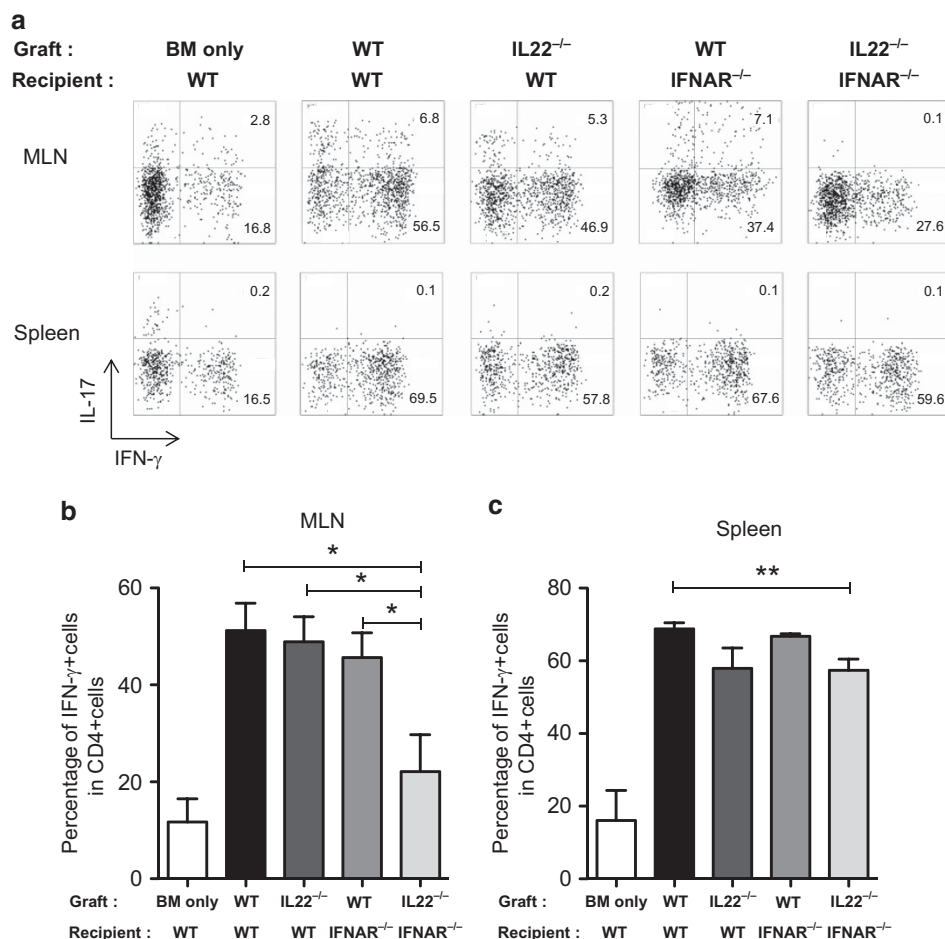 a
Graft : BM only WT IL22–/– WT IL22–/–
Recipient : WT WT WT IFNAR–/– IFNAR–/–
MLN
2.8 6.8 5.3 7.1 0.1
16.8 56.5 46.9 37.4 27.6
Spleen
0.2 0.1 0.2 0.1 0.1
16.5 69.5 57.8 67.6 59.6
IL-17
IFN-γ
b
MLN
*
*
*
60
40
20
0
Percentage of IFN-γ+cells
in CD4+cells
Graft : BM only WT IL22–/– WT IL22–/–
Recipient : WT WT WT IFNAR–/– IFNAR–/–
c
Spleen
**
80
60
40
20
0
Percentage of IFN-γ+cells
in CD4+cells
Graft : BM only WT IL22–/– WT IL22–/–
Recipient : WT WT WT IFNAR–/– IFNAR–/–